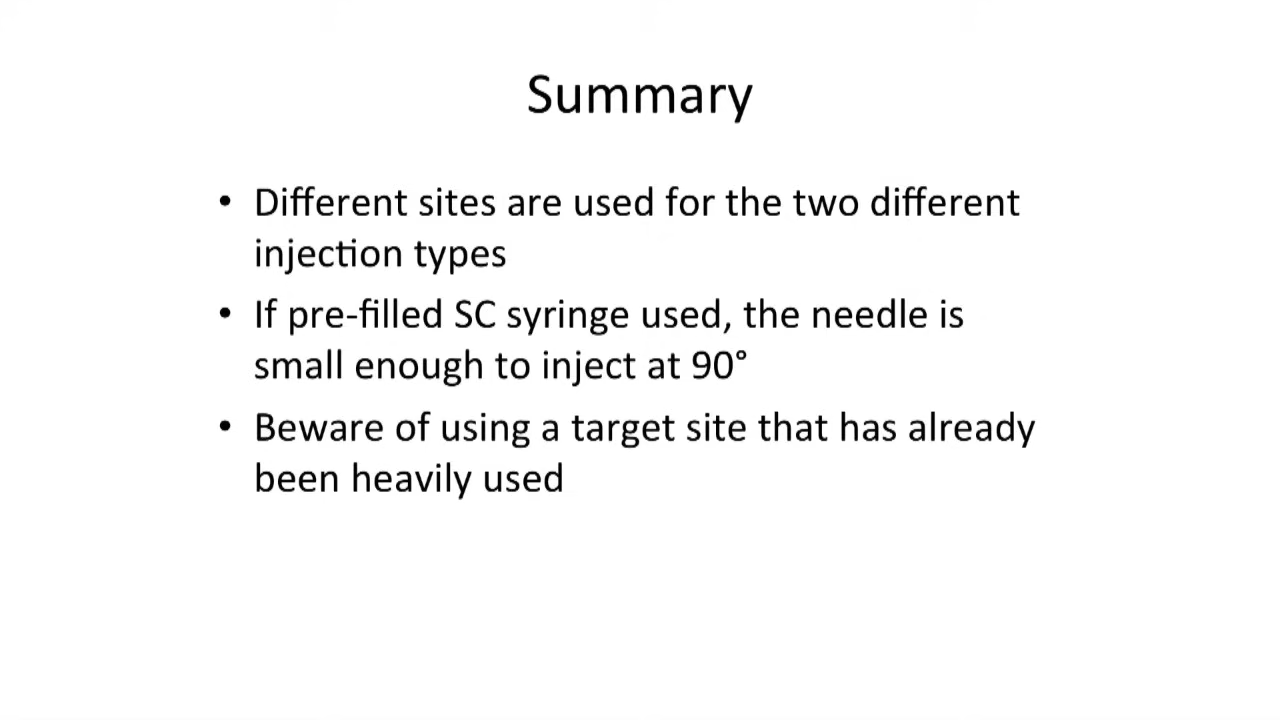 Summary
• Different sites are used for the two different
injection types
• If pre-filled SC syringe used, the needle is
small enough to inject at 90°
• Beware of using a target site that has already
been heavily used